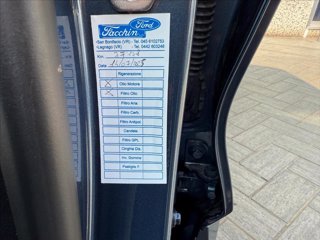 Ford
Facchin
-San Bonifacio (VR) - Tel. 045 6102753
-Legnago (VR) - Tel. 0442 603246
Km.
Data
Rigenerazione
X Olio Motore
X Filtro Olio
Filtro Aria
Filtro Carb.
Filtro Antipol.
Candele
Filtro GPL
Cinghia Dis.
Inv. Gomme
Pastiglie F.